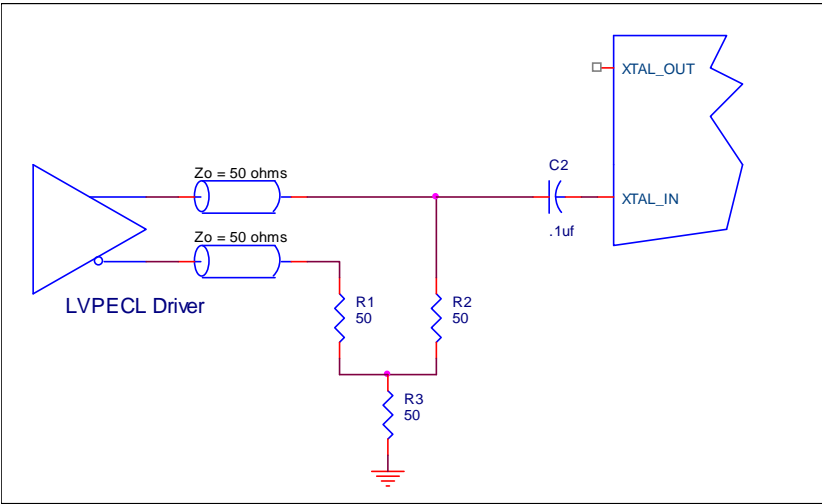 XTAL_OUT
Zo = 50 ohms
C2
XTAL_IN
.1uf
Zo = 50 ohms
LVPECL Driver
R1
50
R2
50
R3
50